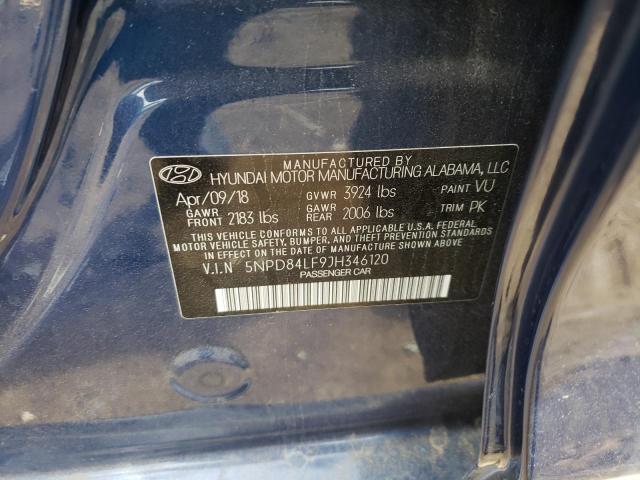 MANUFACTURED BY
HYUNDAI MOTOR MANUFACTURING ALABAMA, LLC
Apr/09/18 GVWR 3924 lbs PAINT VU
GAWR FRONT 2183 lbs GAWR REAR 2006 lbs TRIM PK
THIS VEHICLE CONFORMS TO ALL APPLICABLE U.S.A. FEDERAL
MOTOR VEHICLE SAFETY, BUMPER, AND THEFT PREVENTION STANDARDS
IN EFFECT ON THE DATE OF MANUFACTURE SHOWN ABOVE.
V.I.N 5NPD84LF9JH346120
PASSENGER CAR